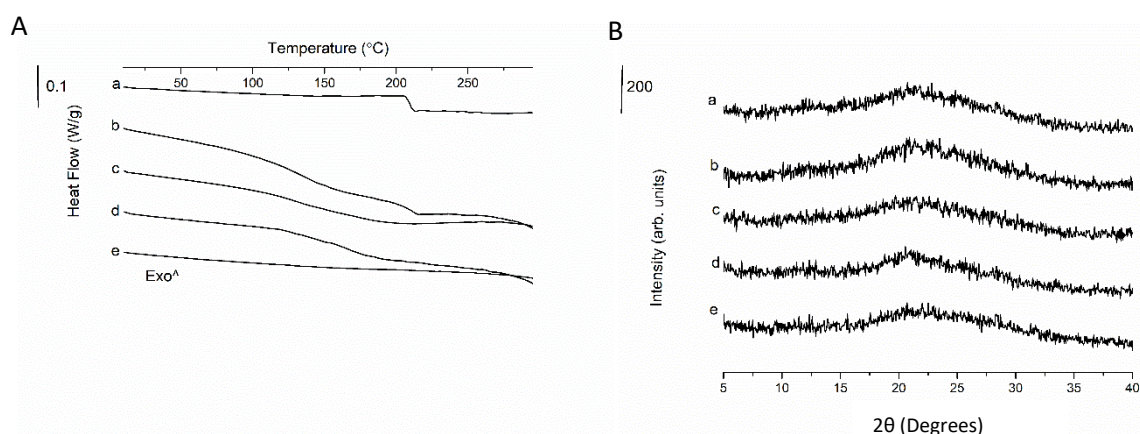 A
Temperature (°C)
50 100 150 200 250
0.1
Heat Flow (W/g)
a
b
c
d
e
Exo^
B
200
Intensity (arb. units)
a
b
c
d
e
5 10 15 20 25 30 35 40
2θ (Degrees)